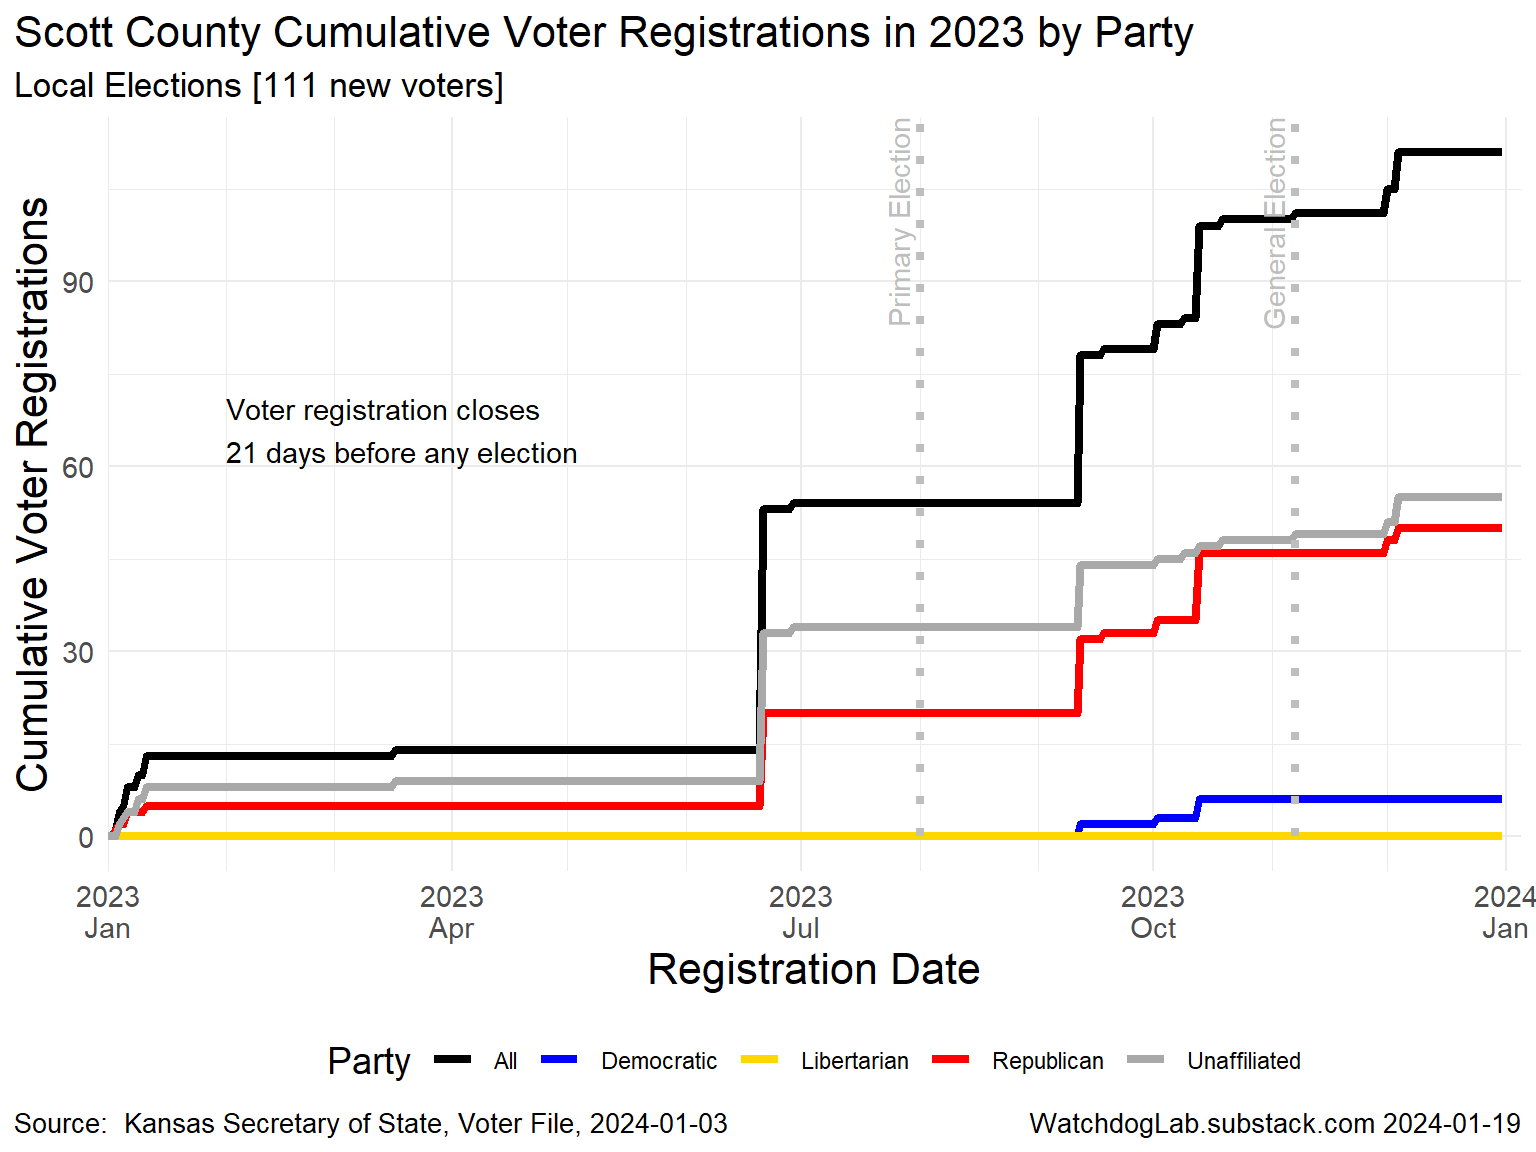 Scott County Cumulative Voter Registrations in 2023 by Party
Local Elections [111 new voters]
Cumulative Voter Registrations
90
60
30
0
Primary Election
General Election
Voter registration closes
21 days before any election
2023 2023 2023 2023 2024
Jan Apr Jul Oct Jan
Registration Date
Party All Democratic Libertarian Republican Unaffiliated
Source:  Kansas Secretary of State, Voter File, 2024-01-03
WatchdogLab.substack.com 2024-01-19